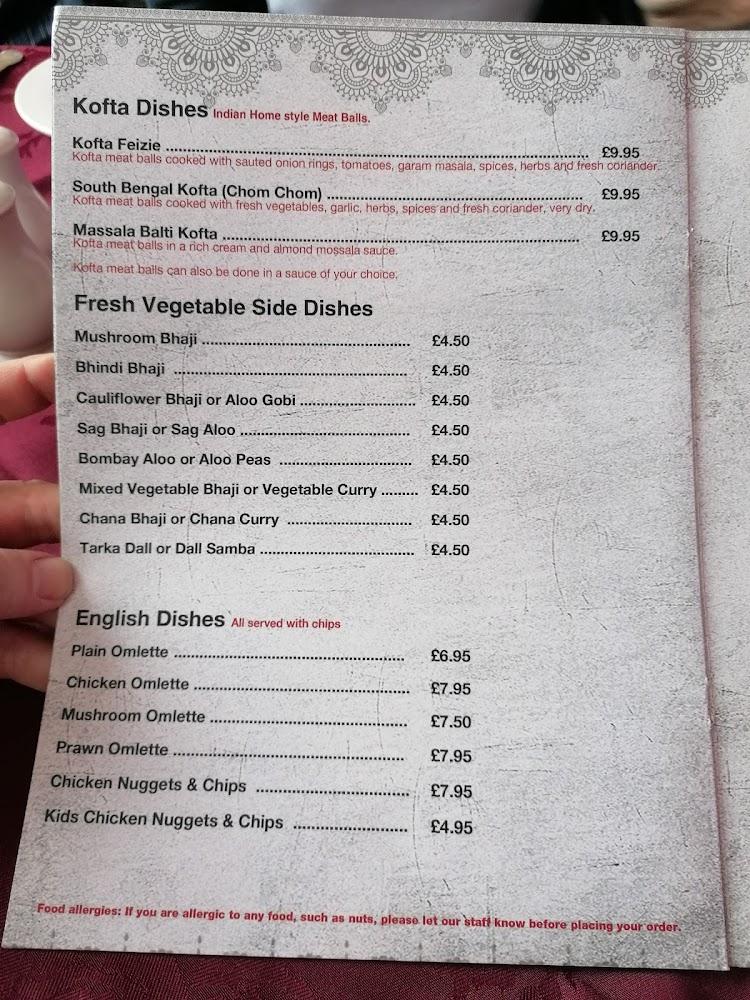 Kofta Dishes Indian Home style Meat Balls.
Kofta Feizie ........................ £9.95
Kofta meat balls cooked with sauted onion rings, tomatoes, garam masala, spices, herbs and fresh coriander.
South Bengal Kofta (Chom Chom) ........................ £9.95
Kofta meat balls cooked with fresh vegetables, garlic, herbs, spices and fresh coriander, very dry.
Massala Balti Kofta ........................ £9.95
Kofta meat balls in a rich cream and almond mossala sauce.
Kofta meat balls can also be done in a sauce of your choice.
Fresh Vegetable Side Dishes
Mushroom Bhaji ........................ £4.50
Bhindi Bhaji ........................ £4.50
Cauliflower Bhaji or Aloo Gobi ........................ £4.50
Sag Bhaji or Sag Aloo ........................ £4.50
Bombay Aloo or Aloo Peas ........................ £4.50
Mixed Vegetable Bhaji or Vegetable Curry ......... £4.50
Chana Bhaji or Chana Curry ........................ £4.50
Tarka Dall or Dall Samba ........................ £4.50
English Dishes All served with chips
Plain Omlette ........................ £6.95
Chicken Omlette ........................ £7.95
Mushroom Omlette ........................ £7.50
Prawn Omlette ........................ £7.95
Chicken Nuggets & Chips ........................ £7.95
Kids Chicken Nuggets & Chips ........................ £4.95
Food allergies: If you are allergic to any food, such as nuts, please let our staff know before placing your order.